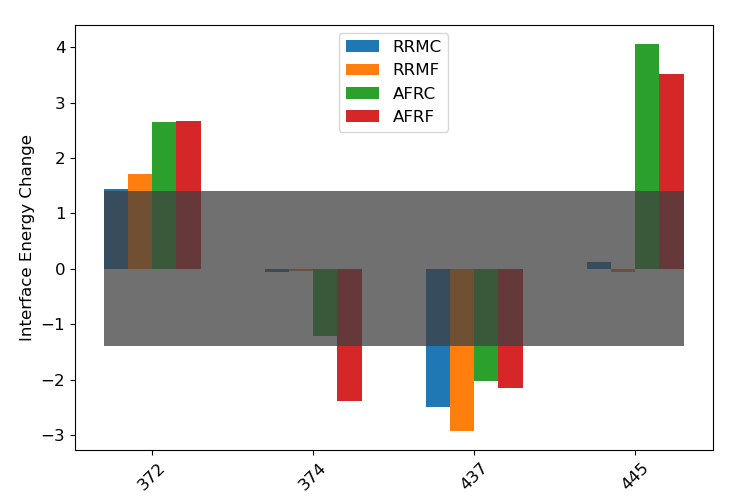 Interface Energy Change
4
3
2
1
0
−1
−2
−3
RRMC
RRMF
AFRC
AFRF
372
374
437
445